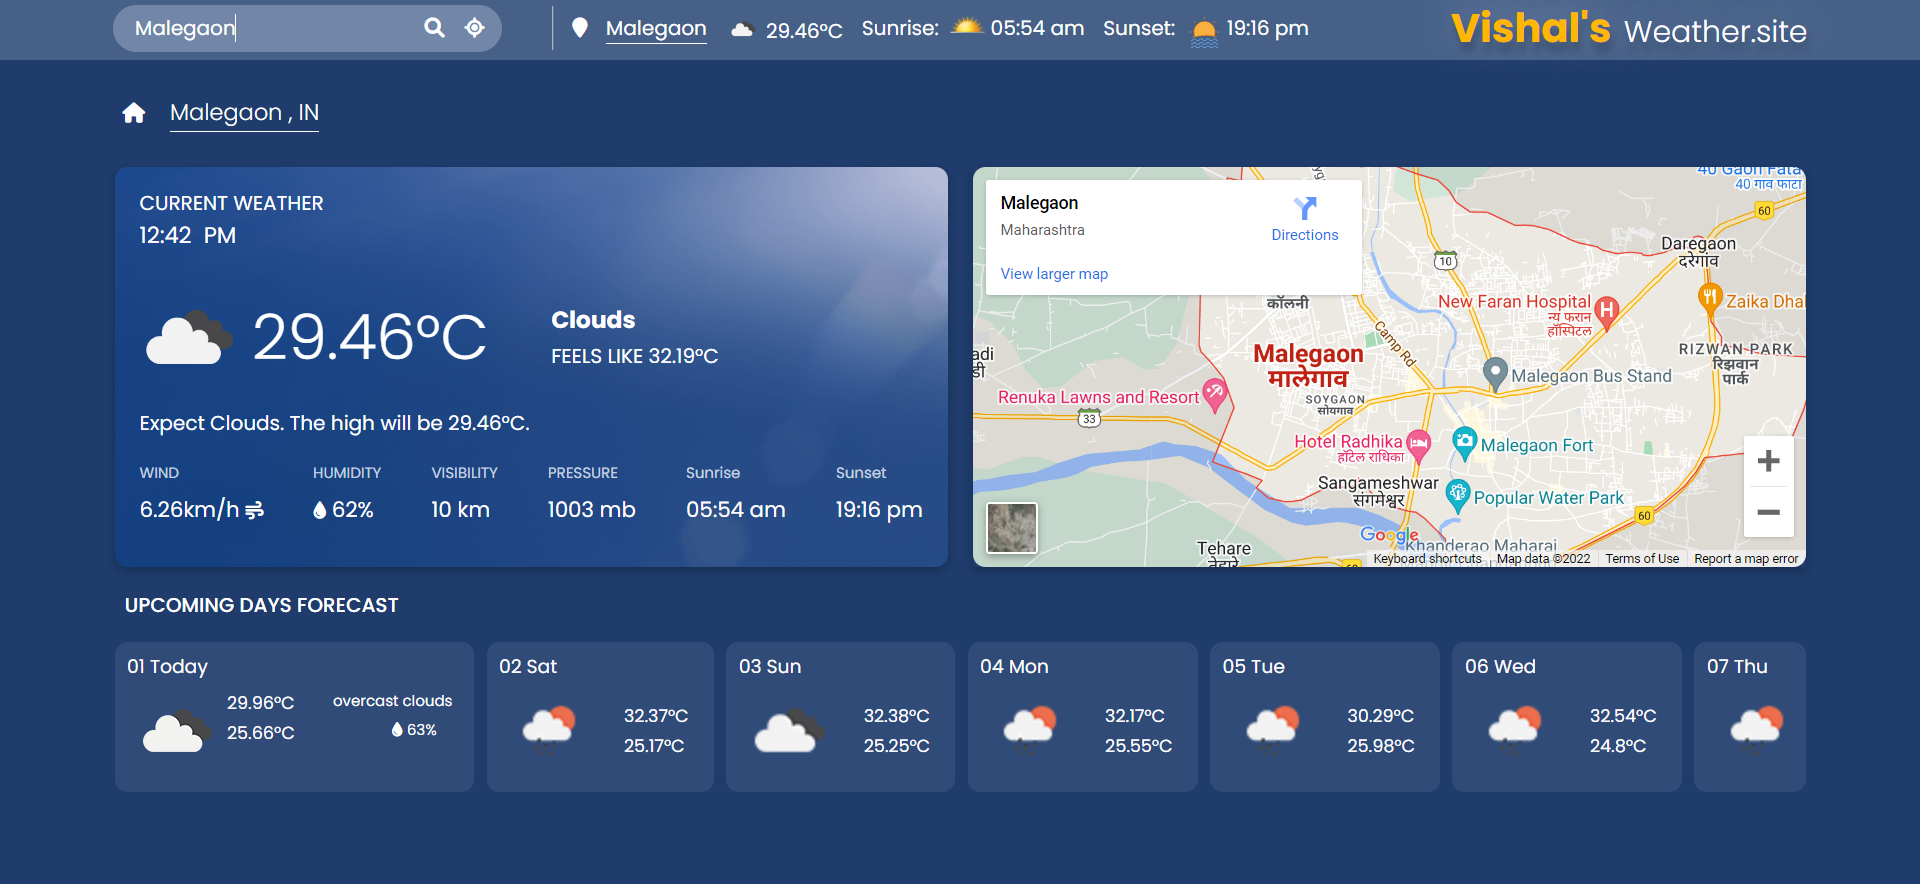 Malegaon
Malegaon 29.46°C Sunrise: 05:54 am Sunset: 19:16 pm
Vishal's Weather.site
Malegaon , IN
CURRENT WEATHER
12:42 PM
29.46°C
Clouds
FEELS LIKE 32.19°C
Expect Clouds. The high will be 29.46°C.
WIND HUMIDITY VISIBILITY PRESSURE Sunrise Sunset
6.26km/h 62% 10 km 1003 mb 05:54 am 19:16 pm
Malegaon
Maharashtra
Directions
View larger map
40 Gaon Fata
40 गाव फाटा
60
Daregaon
दरेगाव
10
कॉलनी
New Faran Hospital
न्यू फरान
हॉस्पिटल
Zaika Dha
Camp Rd
Malegaon
मालेगाव
RIZWAN PARK
रिझवान
पार्क
adi
डी
Malegaon Bus Stand
Renuka Lawns and Resort
SOYGAON
सोयगाव
33
Hotel Radhika
हॉटेल राधिका
Malegaon Fort
Sangameshwar
संगमेश्वर
Popular Water Park
60
Google
Khanderao Maharaj
Tehare
तेहारे
60
Keyboard shortcuts Map data ©2022 Terms of Use Report a map error
UPCOMING DAYS FORECAST
01 Today
29.96°C
25.66°C
overcast clouds
63%
02 Sat
32.37°C
25.17°C
03 Sun
32.38°C
25.25°C
04 Mon
32.17°C
25.55°C
05 Tue
30.29°C
25.98°C
06 Wed
32.54°C
24.8°C
07 Thu